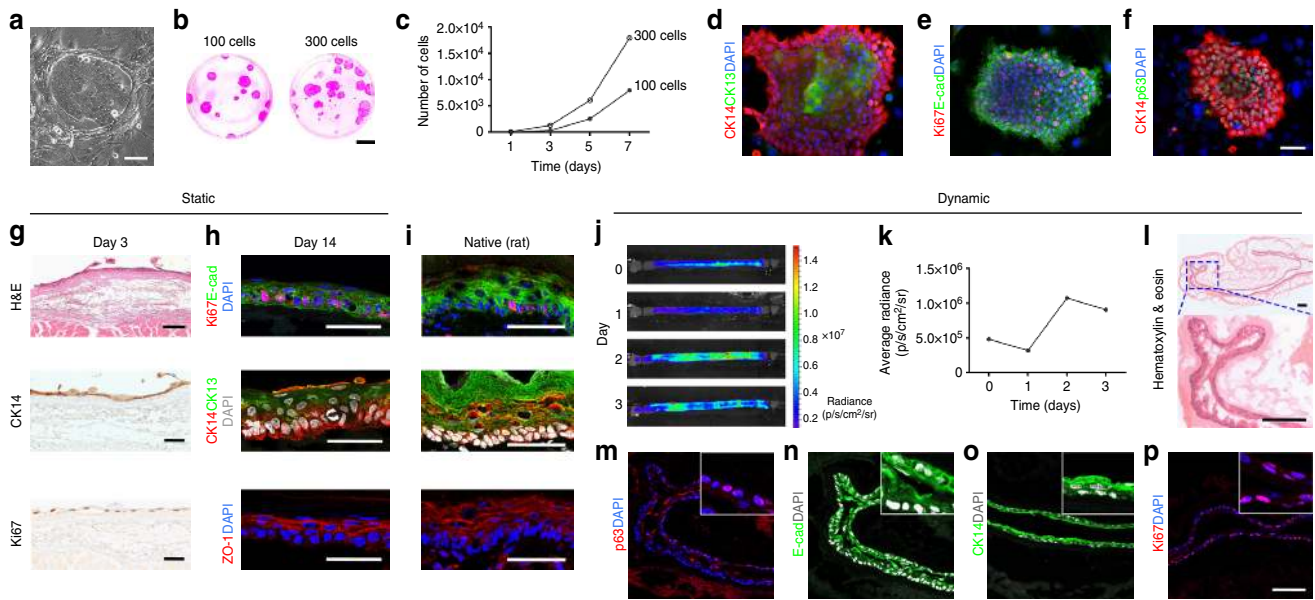 a
b
100 cells
300 cells
c
Number of cells
2.0×10⁴
1.5×10⁴
1.0×10⁴
5.0×10³
0
1
3
5
7
Time (days)
300 cells
100 cells
d
CK14CK13DAPI
e
Ki67E-cadDAPI
f
CK14p63DAPI
Static
Dynamic
g
Day 3
H&E
CK14
Ki67
h
Day 14
Ki67E-cad
DAPI
CK14CK13
DAPI
ZO-1DAPI
i
Native (rat)
j
Day
0
1
2
3
1.4
1.2
1.0
0.8
×10⁷
0.6
0.4
0.2
Radiance
(p/s/cm²/sr)
k
Average radiance
(p/s/cm²/sr)
1.5×10⁶
1.0×10⁶
5.0×10⁵
0
0
1
2
3
Time (days)
l
Hematoxylin & eosin
m
p63DAPI
n
E-cadDAPI
o
CK14DAPI
p
Ki67DAPI